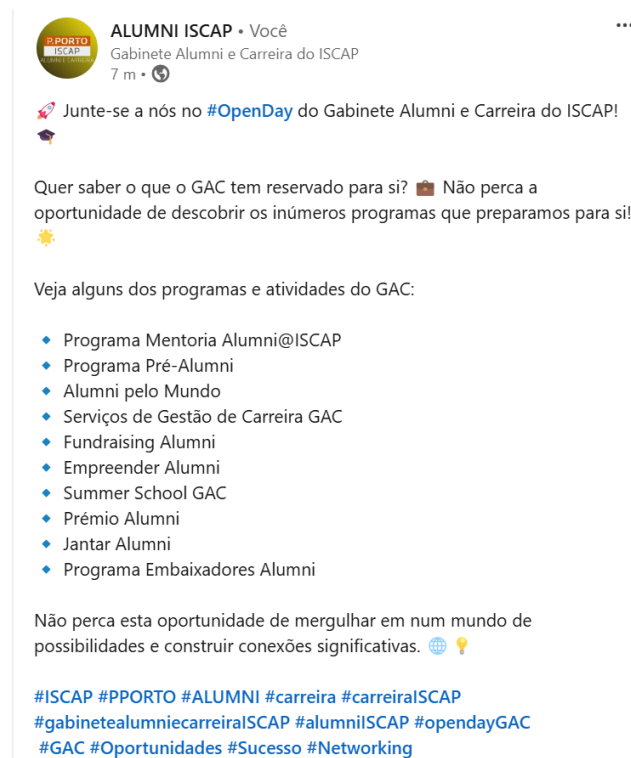 P.PORTO
ISCAP
ALUMNI E CARREIRA
ALUMNI ISCAP • Você
Gabinete Alumni e Carreira do ISCAP
7 m •
🚀 Junte-se a nós no #OpenDay do Gabinete Alumni e Carreira do ISCAP!
🎓
Quer saber o que o GAC tem reservado para si? 💼 Não perca a
oportunidade de descobrir os inúmeros programas que preparamos para si!
🌟
Veja alguns dos programas e atividades do GAC:
🔹 Programa Mentoria Alumni@ISCAP
🔹 Programa Pré-Alumni
🔹 Alumni pelo Mundo
🔹 Serviços de Gestão de Carreira GAC
🔹 Fundraising Alumni
🔹 Empreender Alumni
🔹 Summer School GAC
🔹 Prémio Alumni
🔹 Jantar Alumni
🔹 Programa Embaixadores Alumni
Não perca esta oportunidade de mergulhar em num mundo de
possibilidades e construir conexões significativas. 🌐 💡
#ISCAP #PPORTO #ALUMNI #carreira #carreiraISCAP
#gabinetealumniecarreiraISCAP #alumniISCAP #opendayGAC
#GAC #Oportunidades #Sucesso #Networking